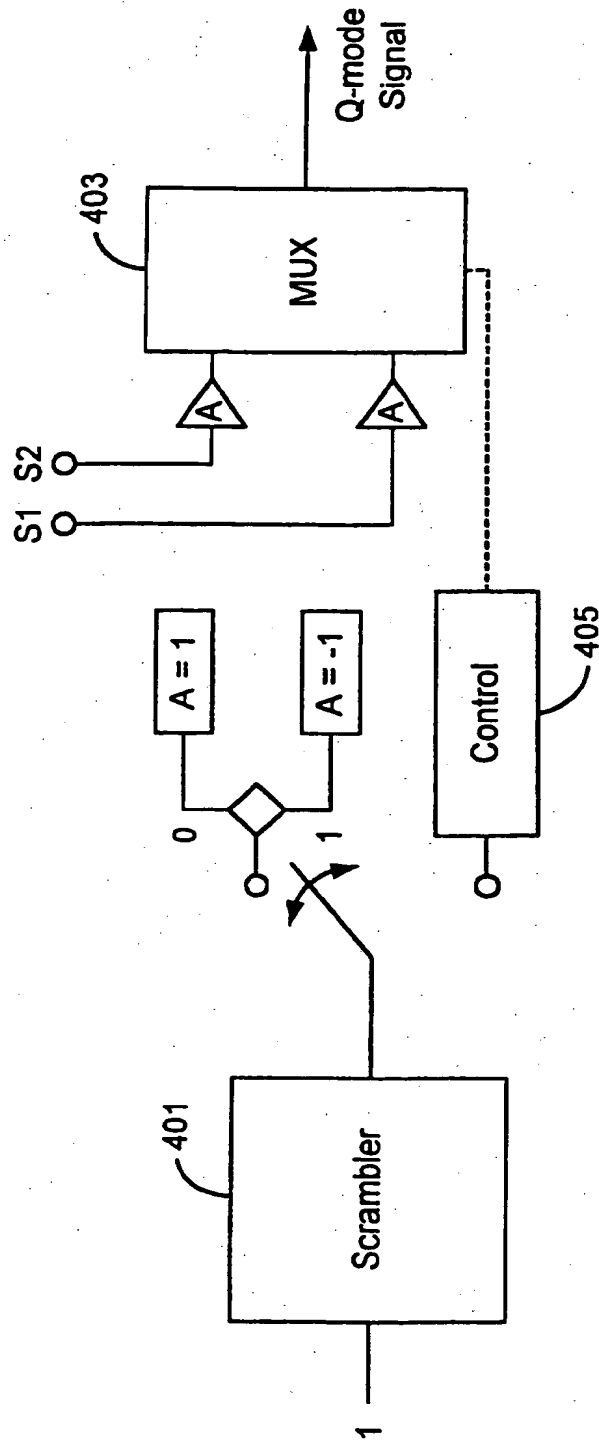 1
Scrambler
401
0
1
A = 1
A = -1
Control
405
S1
S2
A
A
MUX
403
Q-mode
Signal